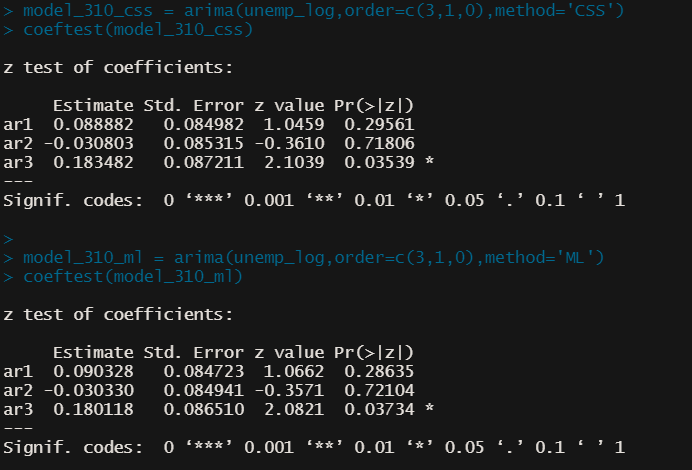 > model_310_css = arima(unemp_log,order=c(3,1,0),method='CSS')
> coeftest(model_310_css)

z test of coefficients:

     Estimate Std. Error z value Pr(>|z|)
ar1  0.088882   0.084982  1.0459  0.29561
ar2 -0.030803   0.085315 -0.3610  0.71806
ar3  0.183482   0.087211  2.1039  0.03539 *
---
Signif. codes:  0 ‘***’ 0.001 ‘**’ 0.01 ‘*’ 0.05 ‘.’ 0.1 ‘ ’ 1

>
> model_310_ml = arima(unemp_log,order=c(3,1,0),method='ML')
> coeftest(model_310_ml)

z test of coefficients:

     Estimate Std. Error z value Pr(>|z|)
ar1  0.090328   0.084723  1.0662  0.28635
ar2 -0.030330   0.084941 -0.3571  0.72104
ar3  0.180118   0.086510  2.0821  0.03734 *
---
Signif. codes:  0 ‘***’ 0.001 ‘**’ 0.01 ‘*’ 0.05 ‘.’ 0.1 ‘ ’ 1